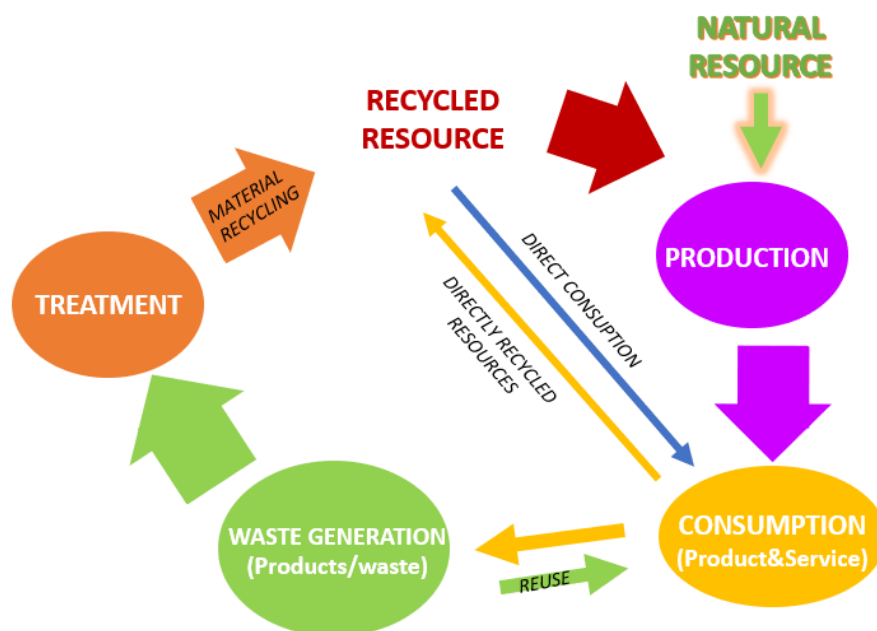 NATURAL
RESOURCE
RECYCLED
RESOURCE
MATERIAL
RECYCLING
PRODUCTION
DIRECT CONSUPTION
TREATMENT
DIRECTLY RECYCLED
RESOURCES
WASTE GENERATION
(Products/waste)
CONSUMPTION
(Product&Service)
REUSE